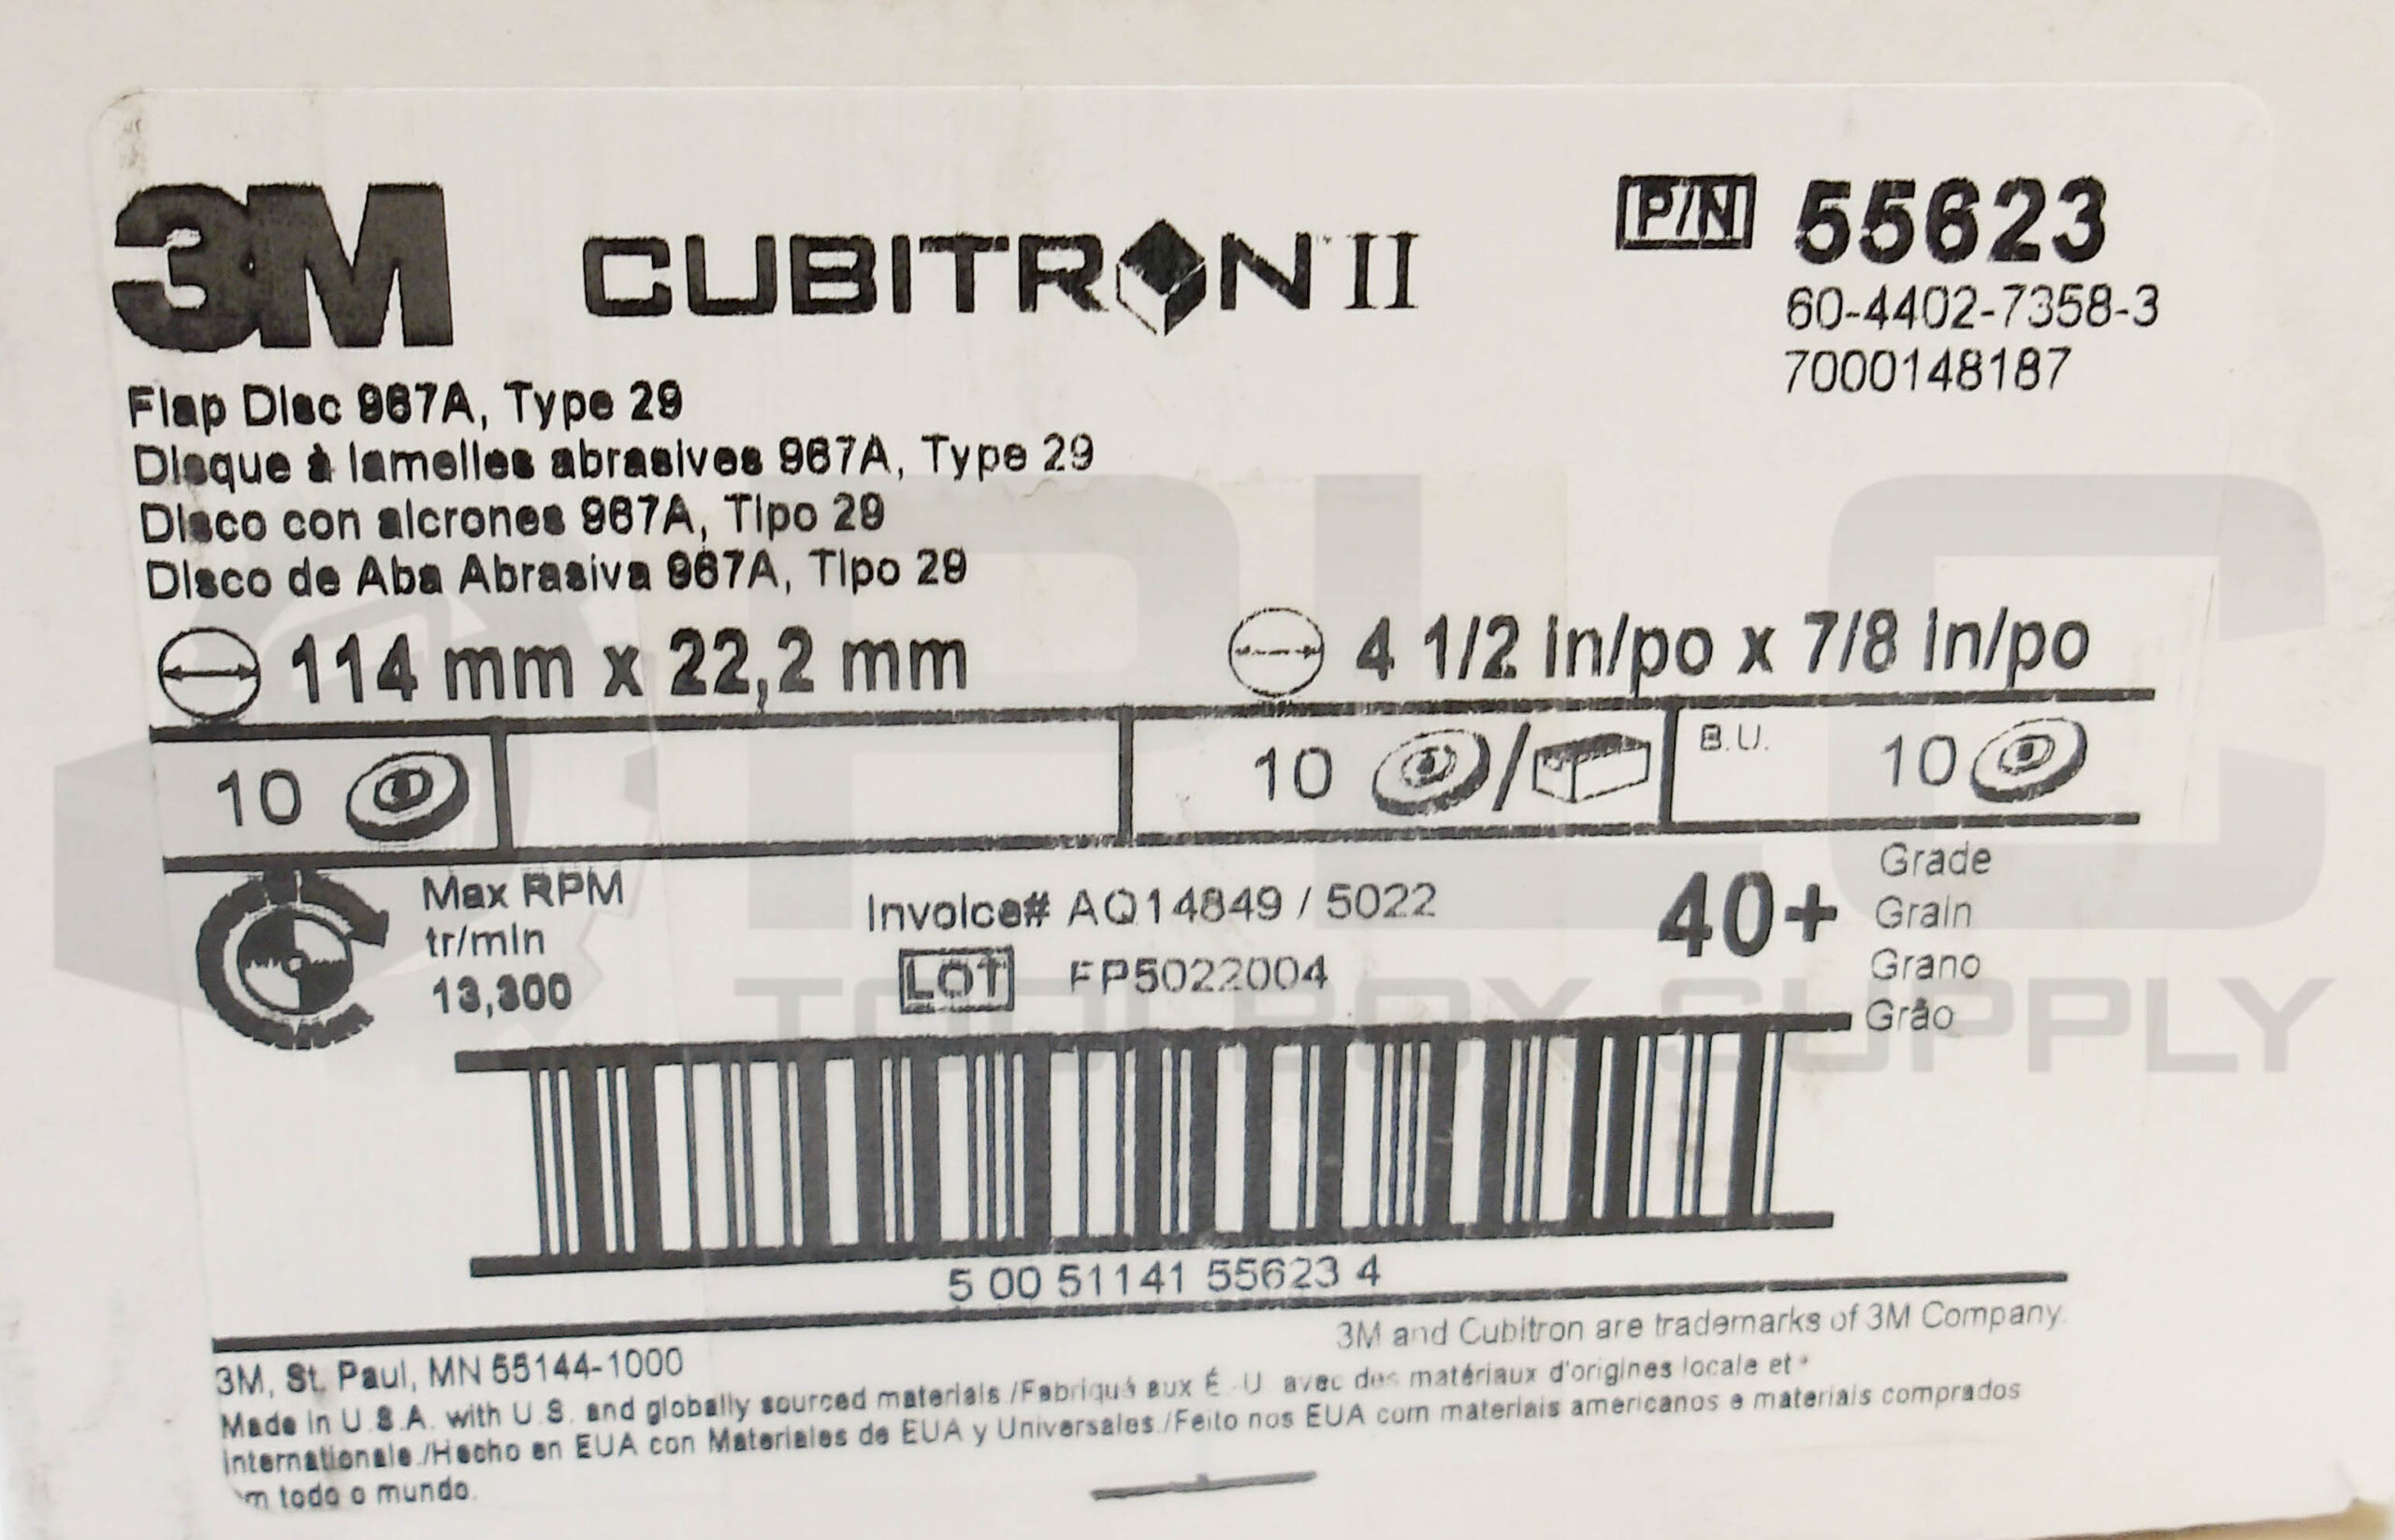 3M CUBITRON II
P/N 55623
60-4402-7358-3
7000148187
Flap Disc 967A, Type 29
Disque à lamelles abrasives 967A, Type 29
Disco con alcrones 967A, Tipo 29
Disco de Aba Abrasiva 967A, Tipo 29
114 mm x 22,2 mm
4 1/2 in/po x 7/8 in/po
10
10 /
B.U. 10
Max RPM
tr/min
13,300
Invoice# AQ14849 / 5022
LOT FP5022004
40+
Grade
Grain
Grano
Grão
5 00 51141 55623 4
3M and Cubitron are trademarks of 3M Company.
3M, St. Paul, MN 55144-1000
Made in U.S.A. with U.S. and globally sourced materials./Fabriqué aux É.-U. avec des matériaux d'origines locale et
internationale./Hecho en EUA con Materiales de EUA y Universales./Feito nos EUA com materiais americanos e materiais comprados
em todo o mundo.
PLC
TOOLBOX SUPPLY